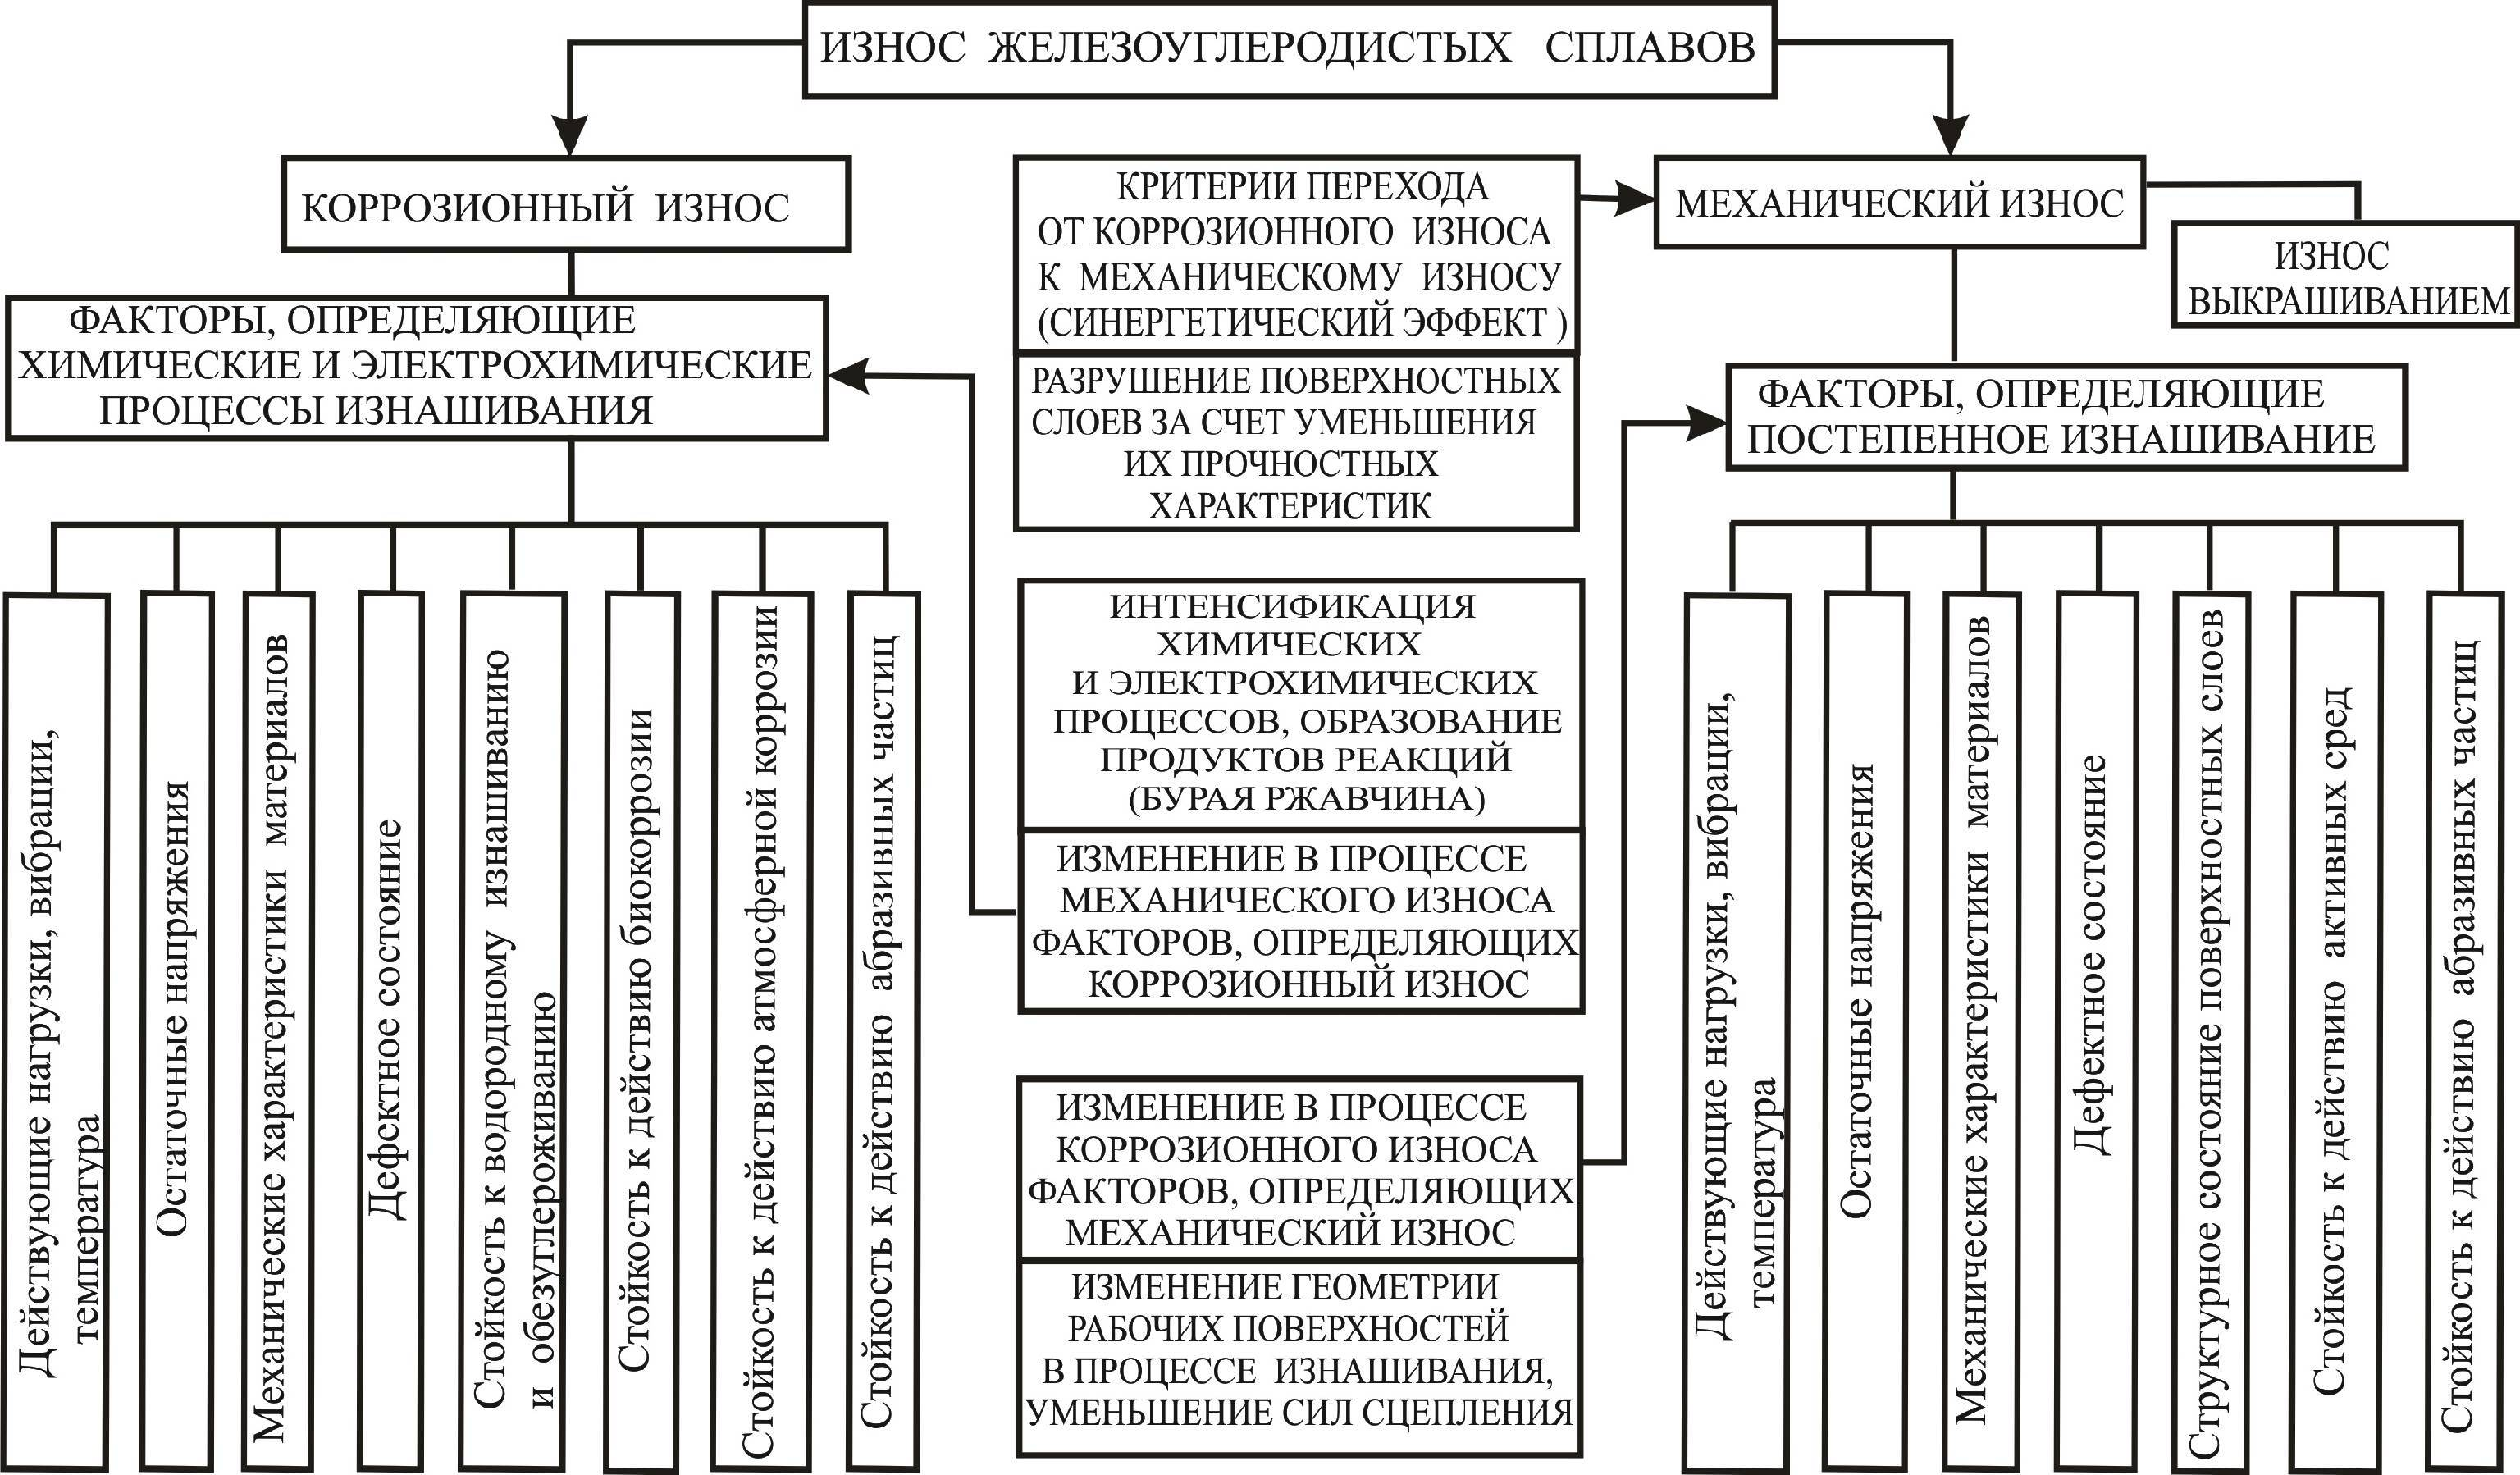 ИЗНОС ЖЕЛЕЗОУГЛЕРОДИСТЫХ СПЛАВОВ
КОРРОЗИОННЫЙ ИЗНОС
ФАКТОРЫ, ОПРЕДЕЛЯЮЩИЕ
ХИМИЧЕСКИЕ И ЭЛЕКТРОХИМИЧЕСКИЕ
ПРОЦЕССЫ ИЗНАШИВАНИЯ
Действующие нагрузки, вибрации,
температура
Остаточные напряжения
Механические характеристики материалов
Дефектное состояние
Стойкость к водородному изнашиванию
и обезуглероживанию
Стойкость к действию биокоррозии
Стойкость к действию атмосферной коррозии
Стойкость к действию абразивных частиц
КРИТЕРИИ ПЕРЕХОДА
ОТ КОРРОЗИОННОГО ИЗНОСА
К МЕХАНИЧЕСКОМУ ИЗНОСУ
(СИНЕРГЕТИЧЕСКИЙ ЭФФЕКТ )
РАЗРУШЕНИЕ ПОВЕРХНОСТНЫХ
СЛОЕВ ЗА СЧЕТ УМЕНЬШЕНИЯ
ИХ ПРОЧНОСТНЫХ
ХАРАКТЕРИСТИК
ИНТЕНСИФИКАЦИЯ
ХИМИЧЕСКИХ
И ЭЛЕКТРОХИМИЧЕСКИХ
ПРОЦЕССОВ, ОБРАЗОВАНИЕ
ПРОДУКТОВ РЕАКЦИЙ
(БУРАЯ РЖАВЧИНА)
ИЗМЕНЕНИЕ В ПРОЦЕССЕ
МЕХАНИЧЕСКОГО ИЗНОСА
ФАКТОРОВ, ОПРЕДЕЛЯЮЩИХ
КОРРОЗИОННЫЙ ИЗНОС
ИЗМЕНЕНИЕ В ПРОЦЕССЕ
КОРРОЗИОННОГО ИЗНОСА
ФАКТОРОВ, ОПРЕДЕЛЯЮЩИХ
МЕХАНИЧЕСКИЙ ИЗНОС
ИЗМЕНЕНИЕ ГЕОМЕТРИИ
РАБОЧИХ ПОВЕРХНОСТЕЙ
В ПРОЦЕССЕ ИЗНАШИВАНИЯ,
УМЕНЬШЕНИЕ СИЛ СЦЕПЛЕНИЯ
МЕХАНИЧЕСКИЙ ИЗНОС
ИЗНОС
ВЫКРАШИВАНИЕМ
ФАКТОРЫ, ОПРЕДЕЛЯЮЩИЕ
ПОСТЕПЕННОЕ ИЗНАШИВАНИЕ
Действующие нагрузки, вибрации,
температура
Остаточные напряжения
Механические характеристики материалов
Дефектное состояние
Структурное состояние поверхностных слоев
Стойкость к действию активных сред
Стойкость к действию абразивных частиц